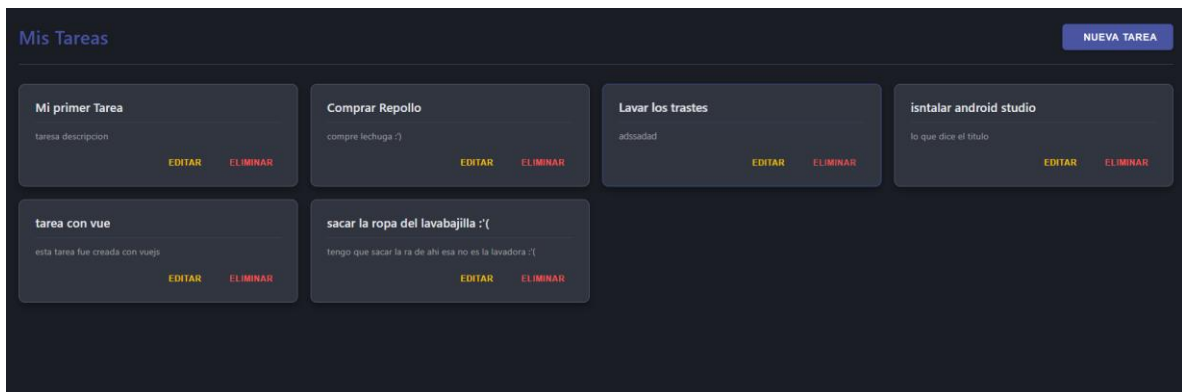 Mis Tareas
NUEVA TAREA
Mi primer Tarea
taresa descripcion
EDITAR ELIMINAR
Comprar Repollo
compre lechuga :')
EDITAR ELIMINAR
Lavar los trastes
adssadad
EDITAR ELIMINAR
isntalar android studio
lo que dice el titulo
EDITAR ELIMINAR
tarea con vue
esta tarea fue creada con vuejs
EDITAR ELIMINAR
sacar la ropa del lavabajilla :'(
tengo que sacar la ra de ahi esa no es la lavadora :'(
EDITAR ELIMINAR